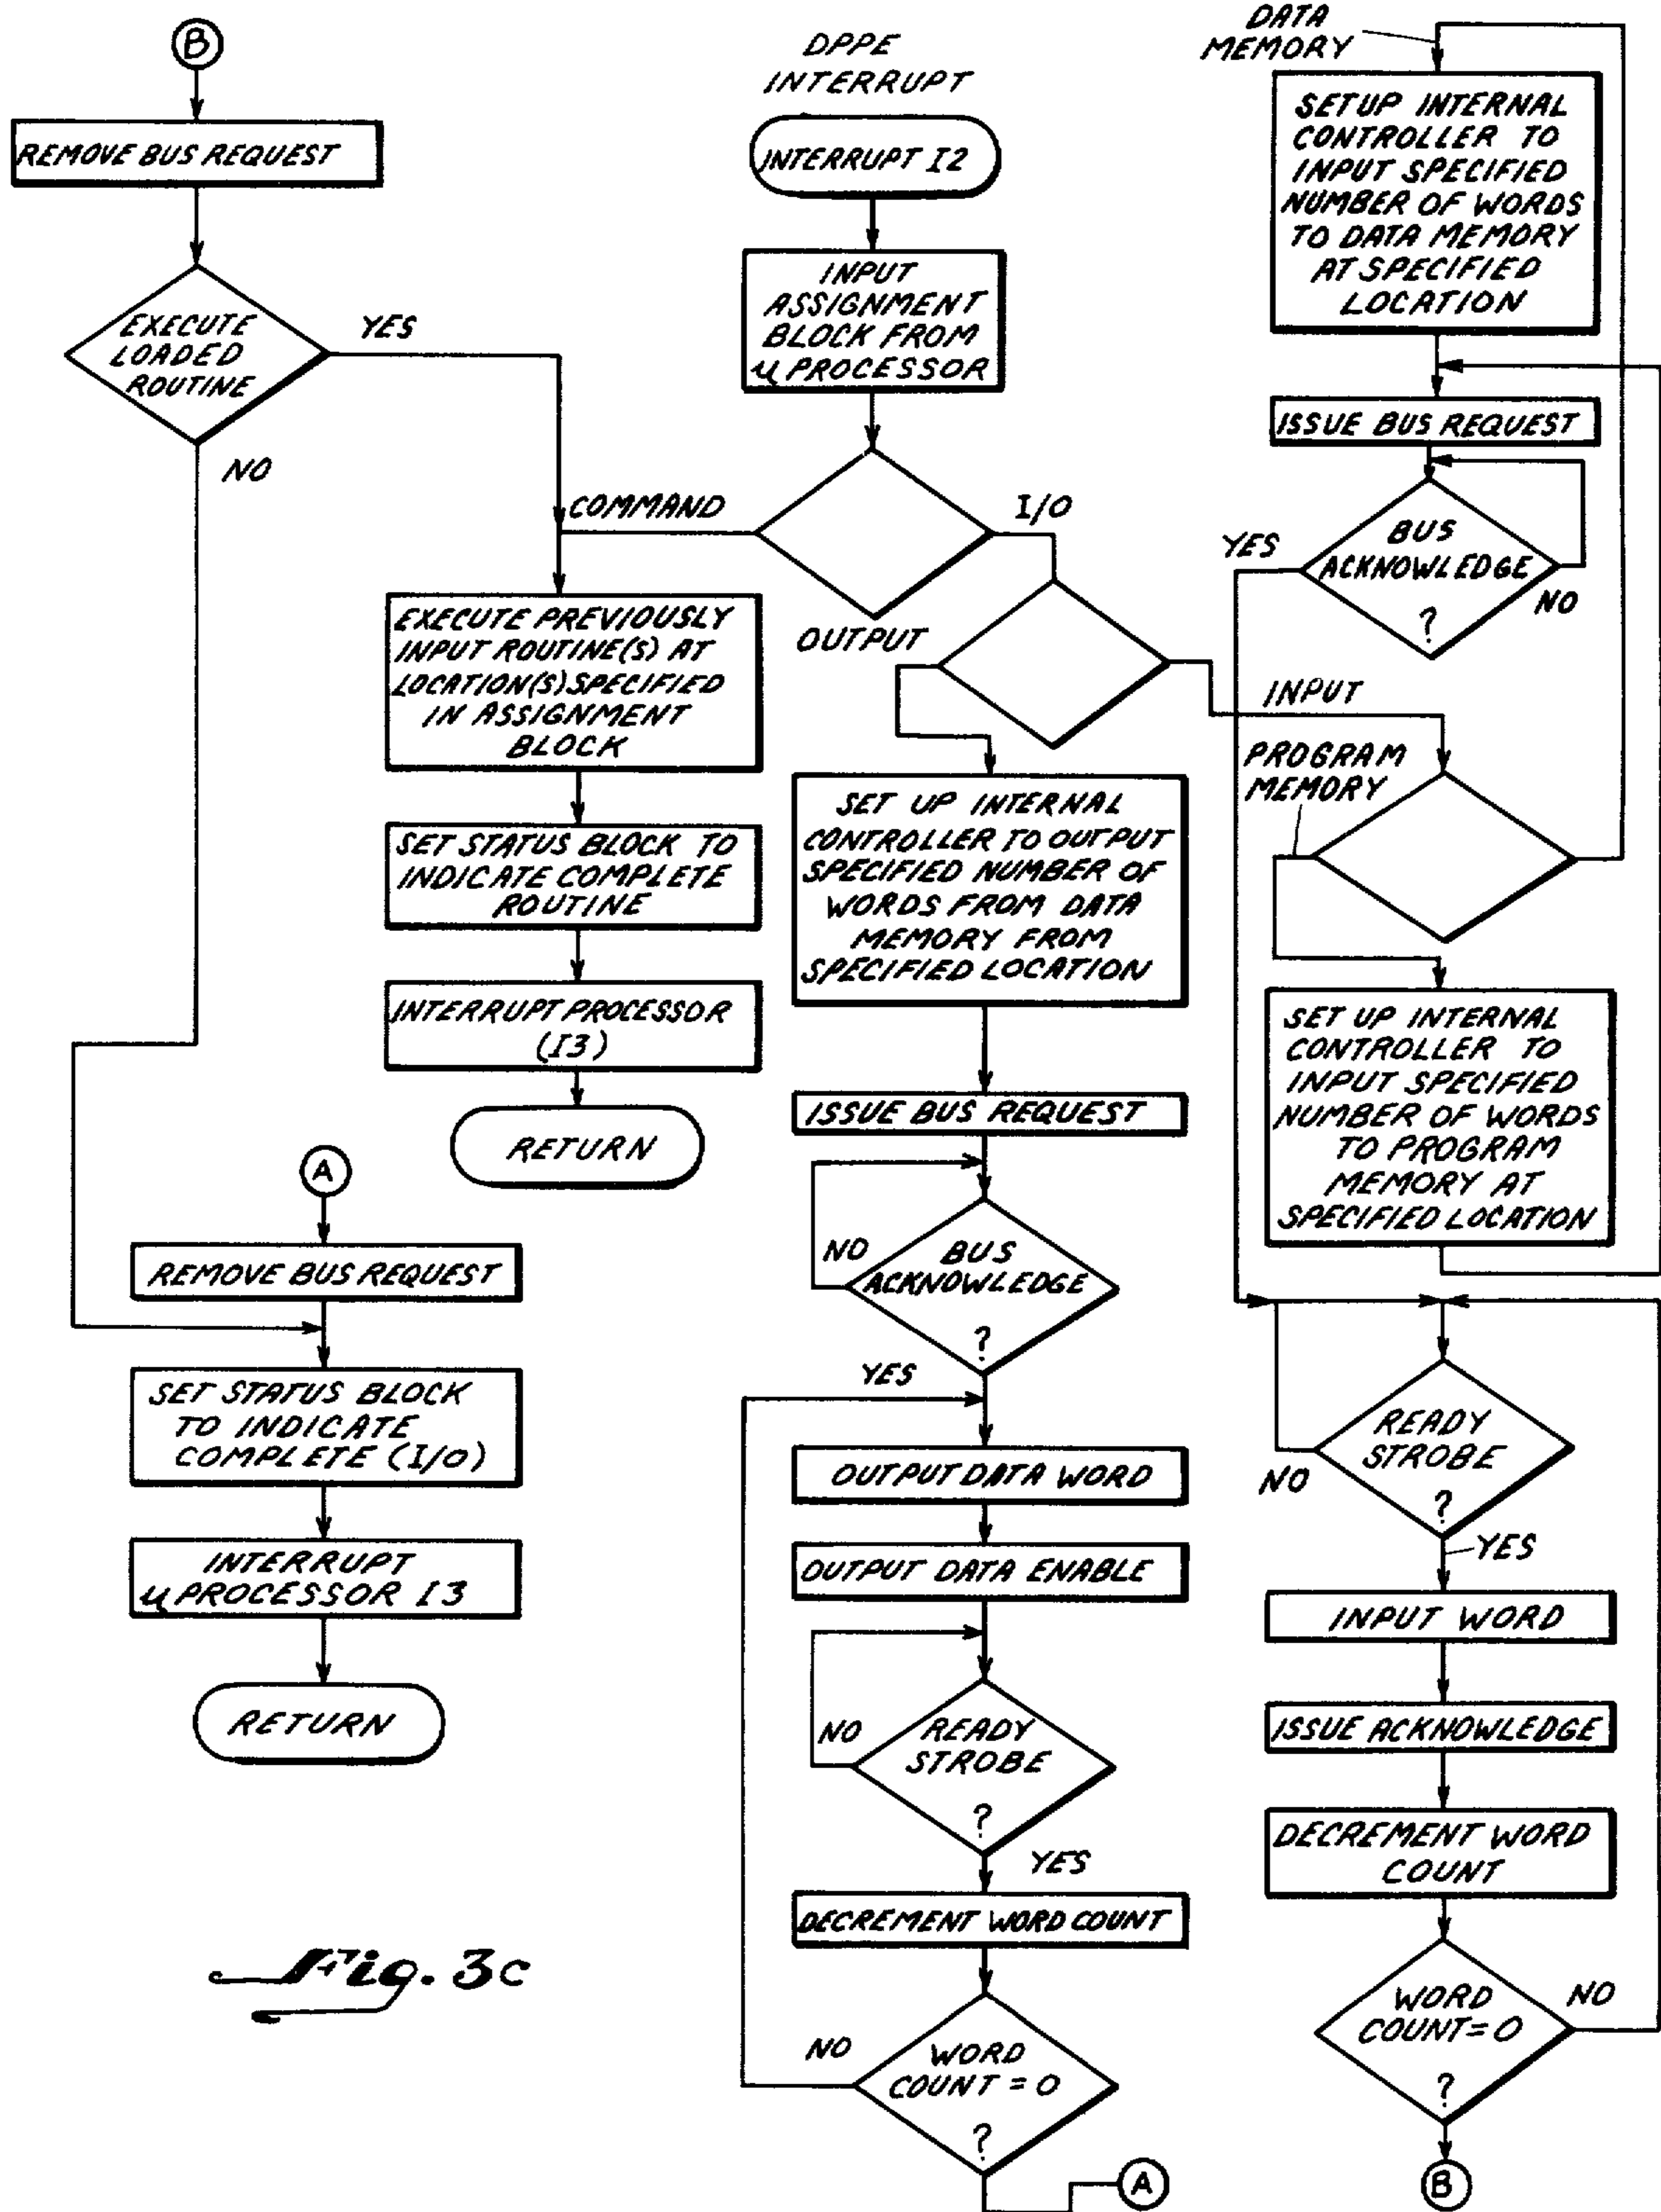 B
REMOVE BUS REQUEST
EXECUTE
LOADED
ROUTINE
YES
NO
A
REMOVE BUS REQUEST
SET STATUS BLOCK
TO INDICATE
COMPLETE (I/O)
INTERRUPT
μ PROCESSOR I3
RETURN
DPPE
INTERRUPT
INTERRUPT I2
INPUT
ASSIGNMENT
BLOCK FROM
μ PROCESSOR
COMMAND
I/O
EXECUTE PREVIOUSLY
INPUT ROUTINE(S) AT
LOCATION(S) SPECIFIED
IN ASSIGNMENT
BLOCK
SET STATUS BLOCK TO
INDICATE COMPLETE
ROUTINE
INTERRUPT PROCESSOR
(I3)
RETURN
OUTPUT
INPUT
SET UP INTERNAL
CONTROLLER TO OUTPUT
SPECIFIED NUMBER OF
WORDS FROM DATA
MEMORY FROM
SPECIFIED LOCATION
ISSUE BUS REQUEST
NO
BUS
ACKNOWLEDGE
?
YES
OUTPUT DATA WORD
OUTPUT DATA ENABLE
NO
READY
STROBE
?
YES
DECREMENT WORD COUNT
NO
WORD
COUNT = 0
?
A
DATA
MEMORY
SET UP INTERNAL
CONTROLLER TO
INPUT SPECIFIED
NUMBER OF WORDS
TO DATA MEMORY
AT SPECIFIED
LOCATION
ISSUE BUS REQUEST
YES
BUS
ACKNOWLEDGE
?
NO
PROGRAM
MEMORY
SET UP INTERNAL
CONTROLLER TO
INPUT SPECIFIED
NUMBER OF WORDS
TO PROGRAM
MEMORY AT
SPECIFIED LOCATION
READY
STROBE
?
NO
YES
INPUT WORD
ISSUE ACKNOWLEDGE
DECREMENT WORD
COUNT
WORD
COUNT = 0
?
NO
B
Fig. 3c